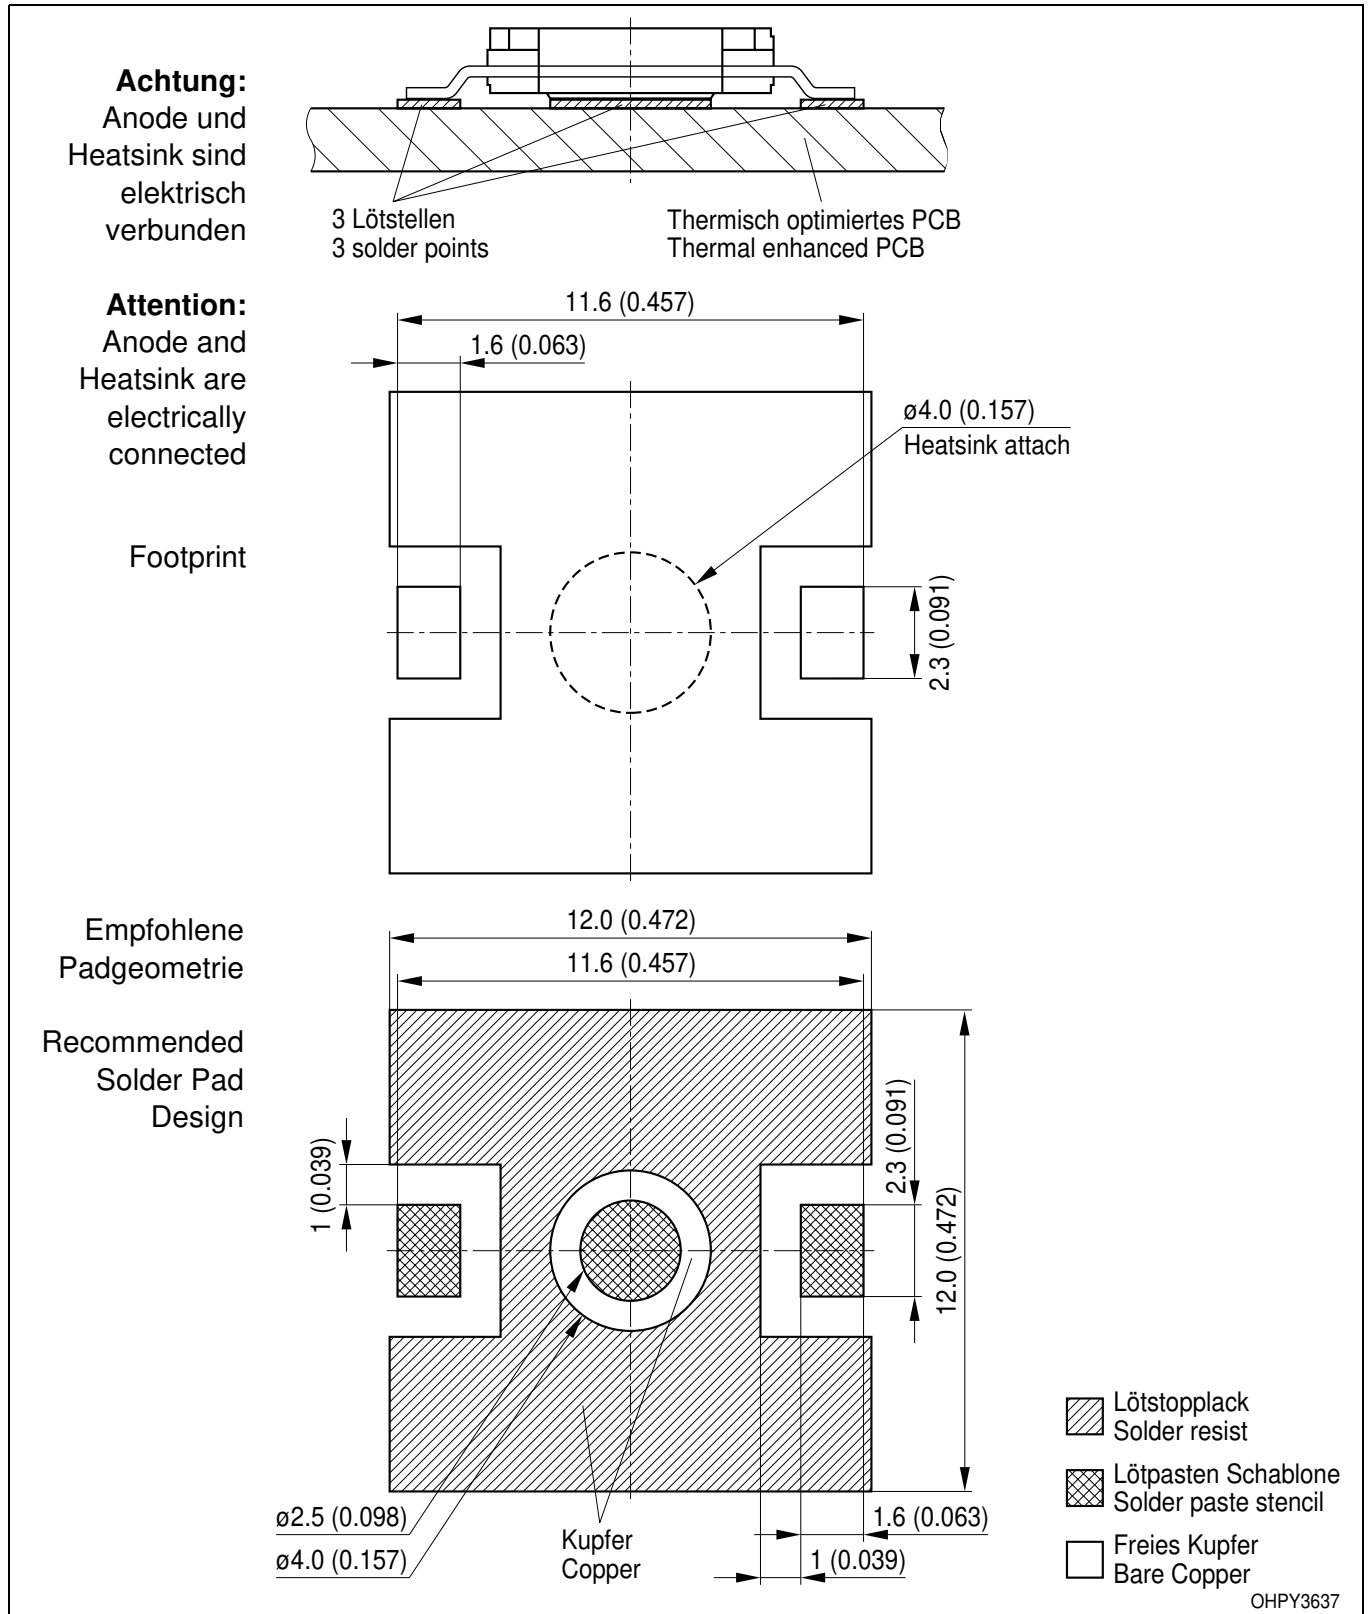 Achtung:
Anode und
Heatsink sind
elektrisch
verbunden
3 Lötstellen
3 solder points
Thermisch optimiertes PCB
Thermal enhanced PCB
Attention:
Anode and
Heatsink are
electrically
connected
Footprint
11.6 (0.457)
1.6 (0.063)
ø4.0 (0.157)
Heatsink attach
2.3 (0.091)
Empfohlene
Padgeometrie
Recommended
Solder Pad
Design
12.0 (0.472)
11.6 (0.457)
1 (0.039)
2.3 (0.091)
12.0 (0.472)
ø2.5 (0.098)
ø4.0 (0.157)
Kupfer
Copper
1.6 (0.063)
1 (0.039)
Lötstopplack
Solder resist
Lötpasten Schablone
Solder paste stencil
Freies Kupfer
Bare Copper
OHPY3637